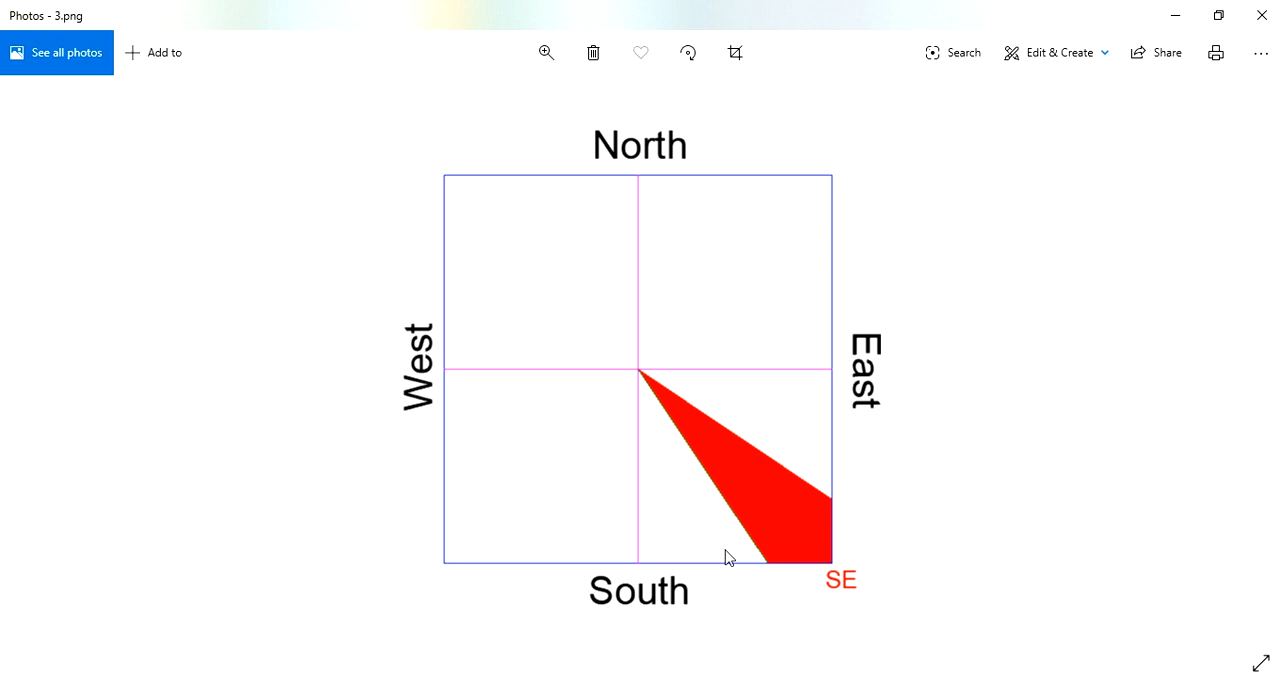 Photos - 3.png
See all photos
Add to
Search
Edit & Create
Share
North
West
East
SE
South